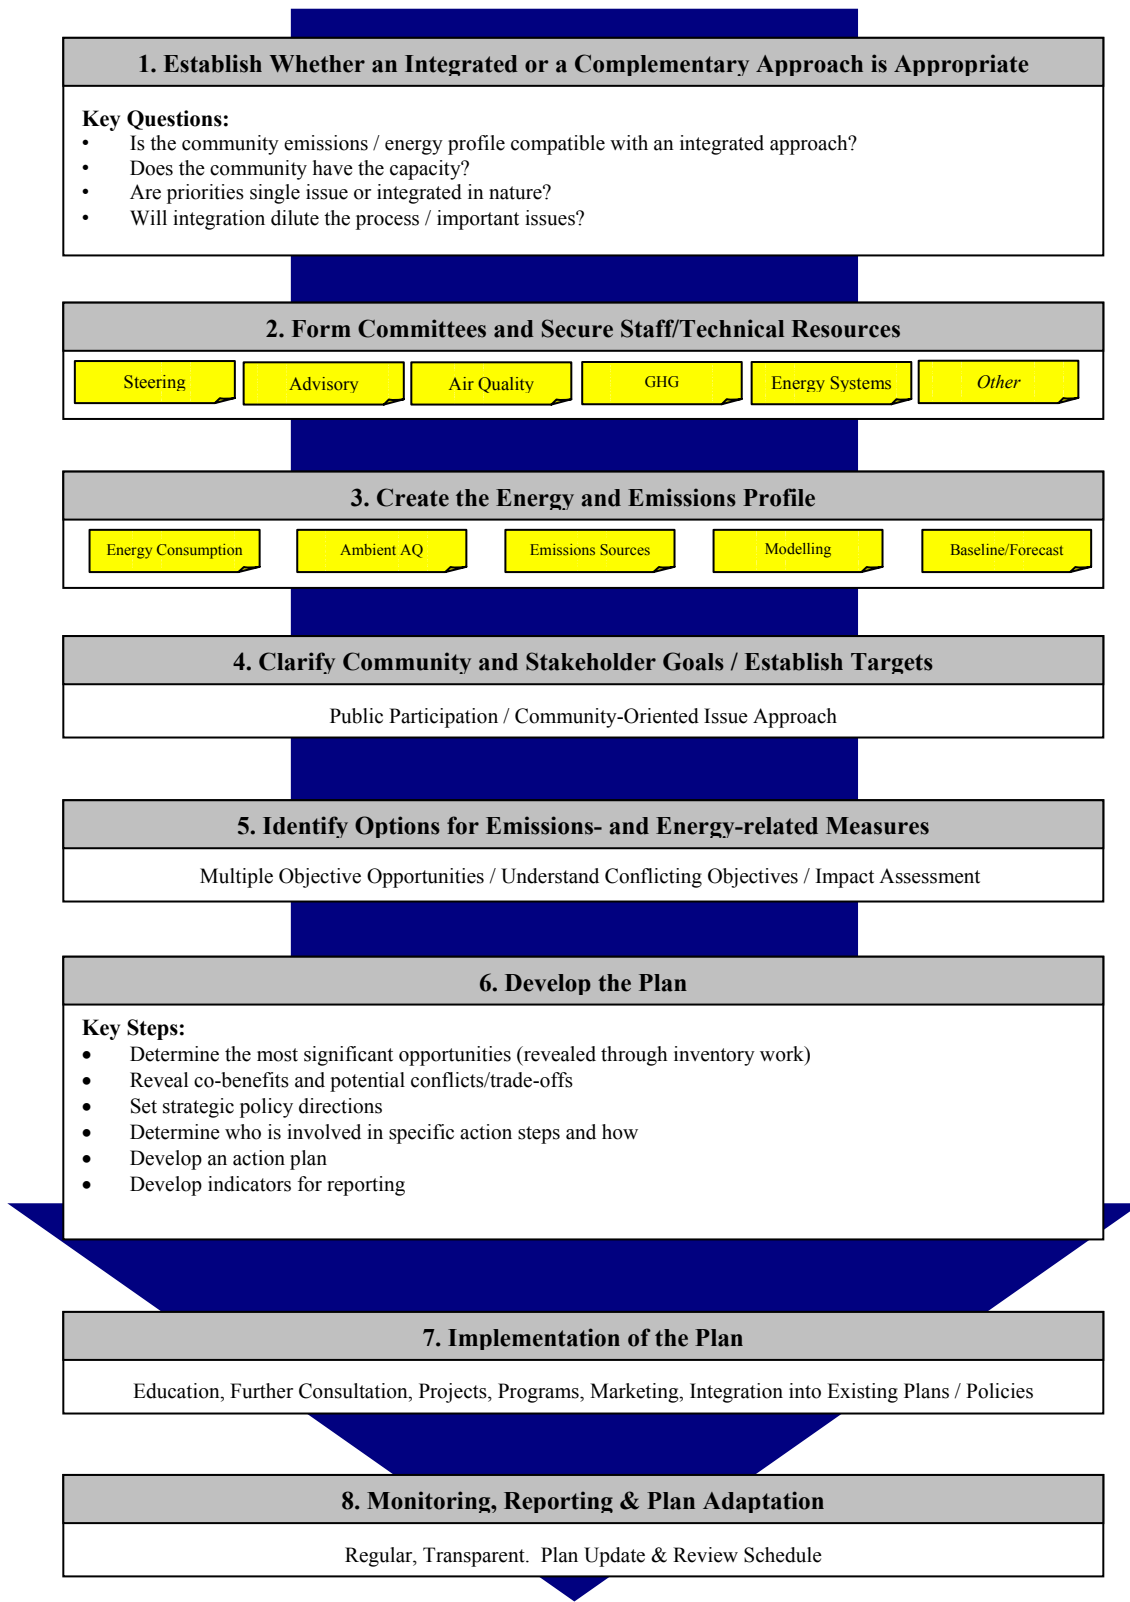 1. Establish Whether an Integrated or a Complementary Approach is Appropriate
Key Questions:
• Is the community emissions / energy profile compatible with an integrated approach?
• Does the community have the capacity?
• Are priorities single issue or integrated in nature?
• Will integration dilute the process / important issues?
2. Form Committees and Secure Staff/Technical Resources
Steering
Advisory
Air Quality
GHG
Energy Systems
Other
3. Create the Energy and Emissions Profile
Energy Consumption
Ambient AQ
Emissions Sources
Modelling
Baseline/Forecast
4. Clarify Community and Stakeholder Goals / Establish Targets
Public Participation / Community-Oriented Issue Approach
5. Identify Options for Emissions- and Energy-related Measures
Multiple Objective Opportunities / Understand Conflicting Objectives / Impact Assessment
6. Develop the Plan
Key Steps:
• Determine the most significant opportunities (revealed through inventory work)
• Reveal co-benefits and potential conflicts/trade-offs
• Set strategic policy directions
• Determine who is involved in specific action steps and how
• Develop an action plan
• Develop indicators for reporting
7. Implementation of the Plan
Education, Further Consultation, Projects, Programs, Marketing, Integration into Existing Plans / Policies
8. Monitoring, Reporting & Plan Adaptation
Regular, Transparent.  Plan Update & Review Schedule